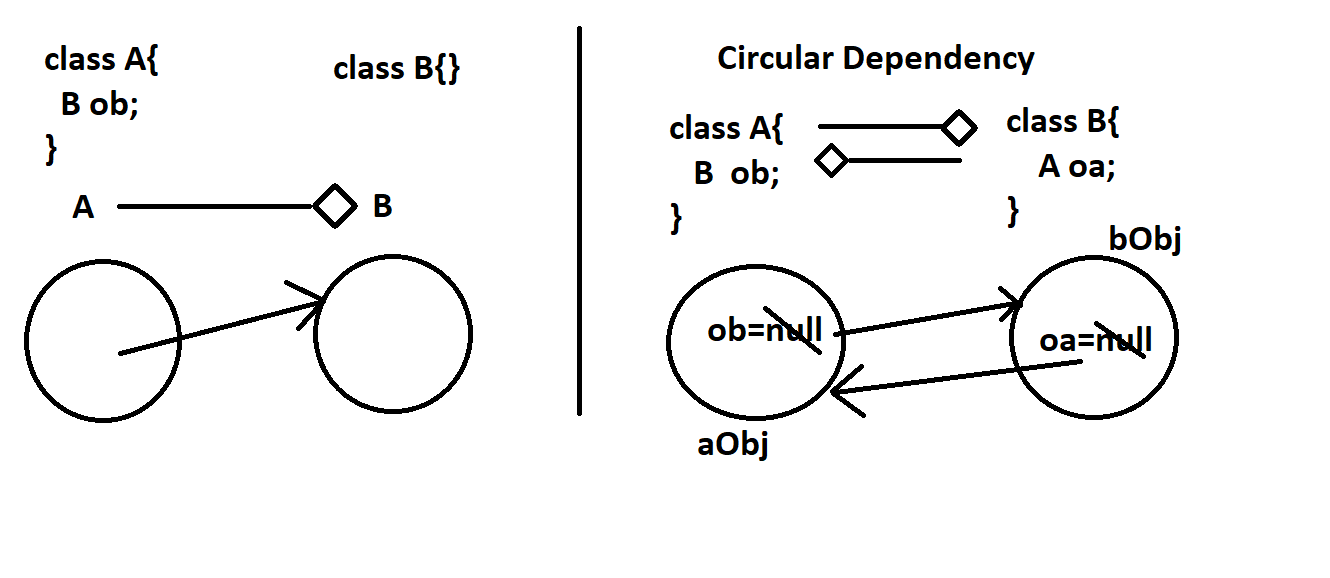 class A{
B ob;
}
class B{}
A
B
Circular Dependency
class A{
B ob;
}
class B{
A oa;
}
bObj
ob=null
oa=null
aObj